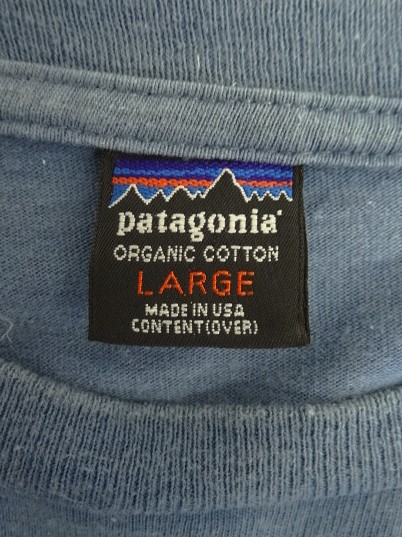 patagonia®
ORGANIC COTTON
LARGE
MADE IN USA
CONTENT(OVER)